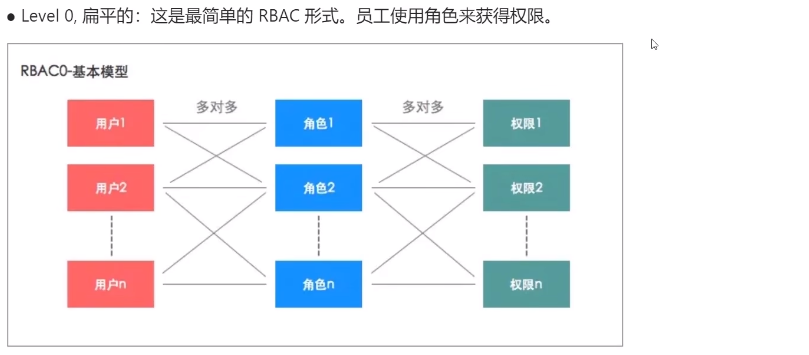 ● Level 0, 扁平的：这是最简单的 RBAC 形式。员工使用角色来获得权限。
RBAC0-基本模型
多对多 多对多
用户1 角色1 权限1
用户2 角色2 权限2
用户n 角色n 权限n